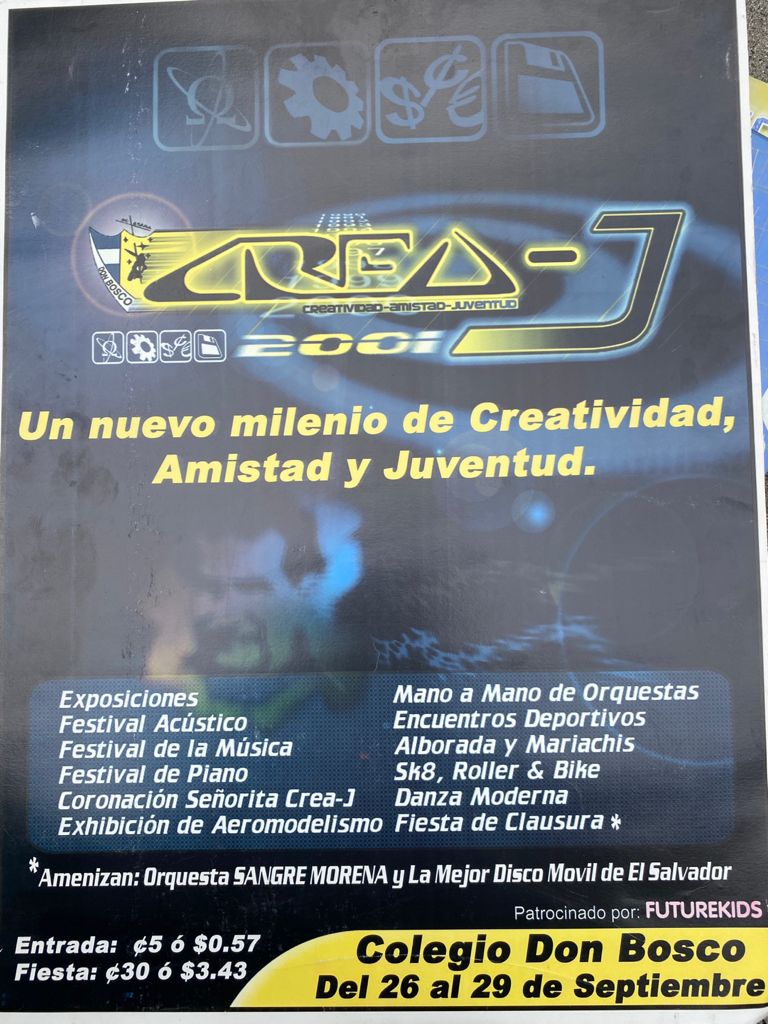 CREA-J
DON BOSCO
CREATIVIDAD-AMISTAD-JUVENTUD
2001
Un nuevo milenio de Creatividad,
Amistad y Juventud.
Exposiciones
Festival Acústico
Festival de la Música
Festival de Piano
Coronación Señorita Crea-J
Exhibición de Aeromodelismo
Mano a Mano de Orquestas
Encuentros Deportivos
Alborada y Mariachis
Sk8, Roller & Bike
Danza Moderna
Fiesta de Clausura *
*Amenizan: Orquesta SANGRE MORENA y La Mejor Disco Movil de El Salvador
Patrocinado por: FUTUREKIDS
Entrada: ¢5 ó $0.57
Fiesta: ¢30 ó $3.43
Colegio Don Bosco
Del 26 al 29 de Septiembre